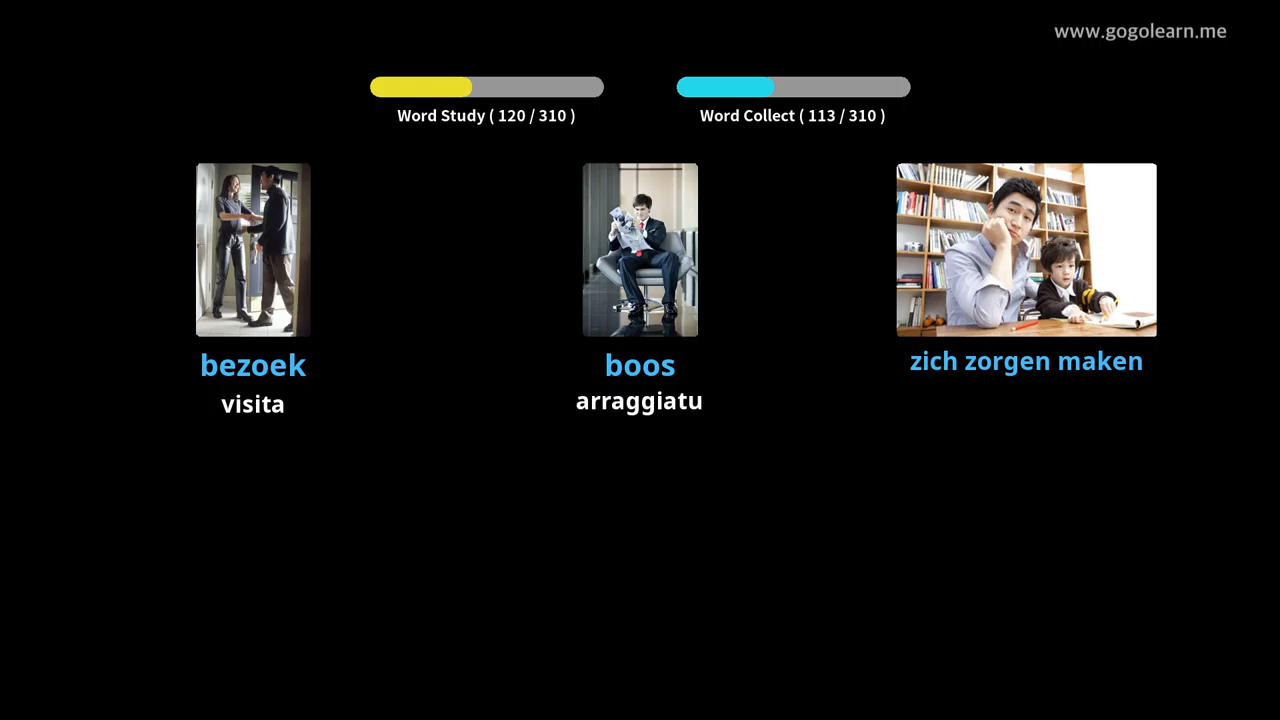 www.gogolearn.me
Word Study ( 120 / 310 )
Word Collect ( 113 / 310 )
bezoek
visita
boos
arraggiatu
zich zorgen maken